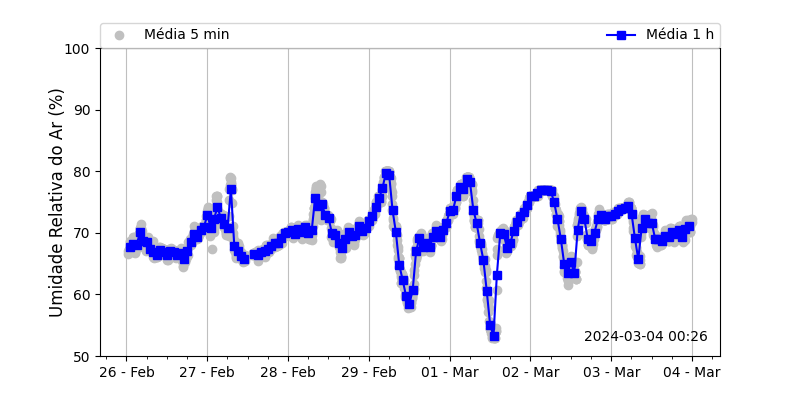 Média 5 min
Média 1 h
Umidade Relativa do Ar (%)
100
90
80
70
60
50
2024-03-04 00:26
26 - Feb
27 - Feb
28 - Feb
29 - Feb
01 - Mar
02 - Mar
03 - Mar
04 - Mar